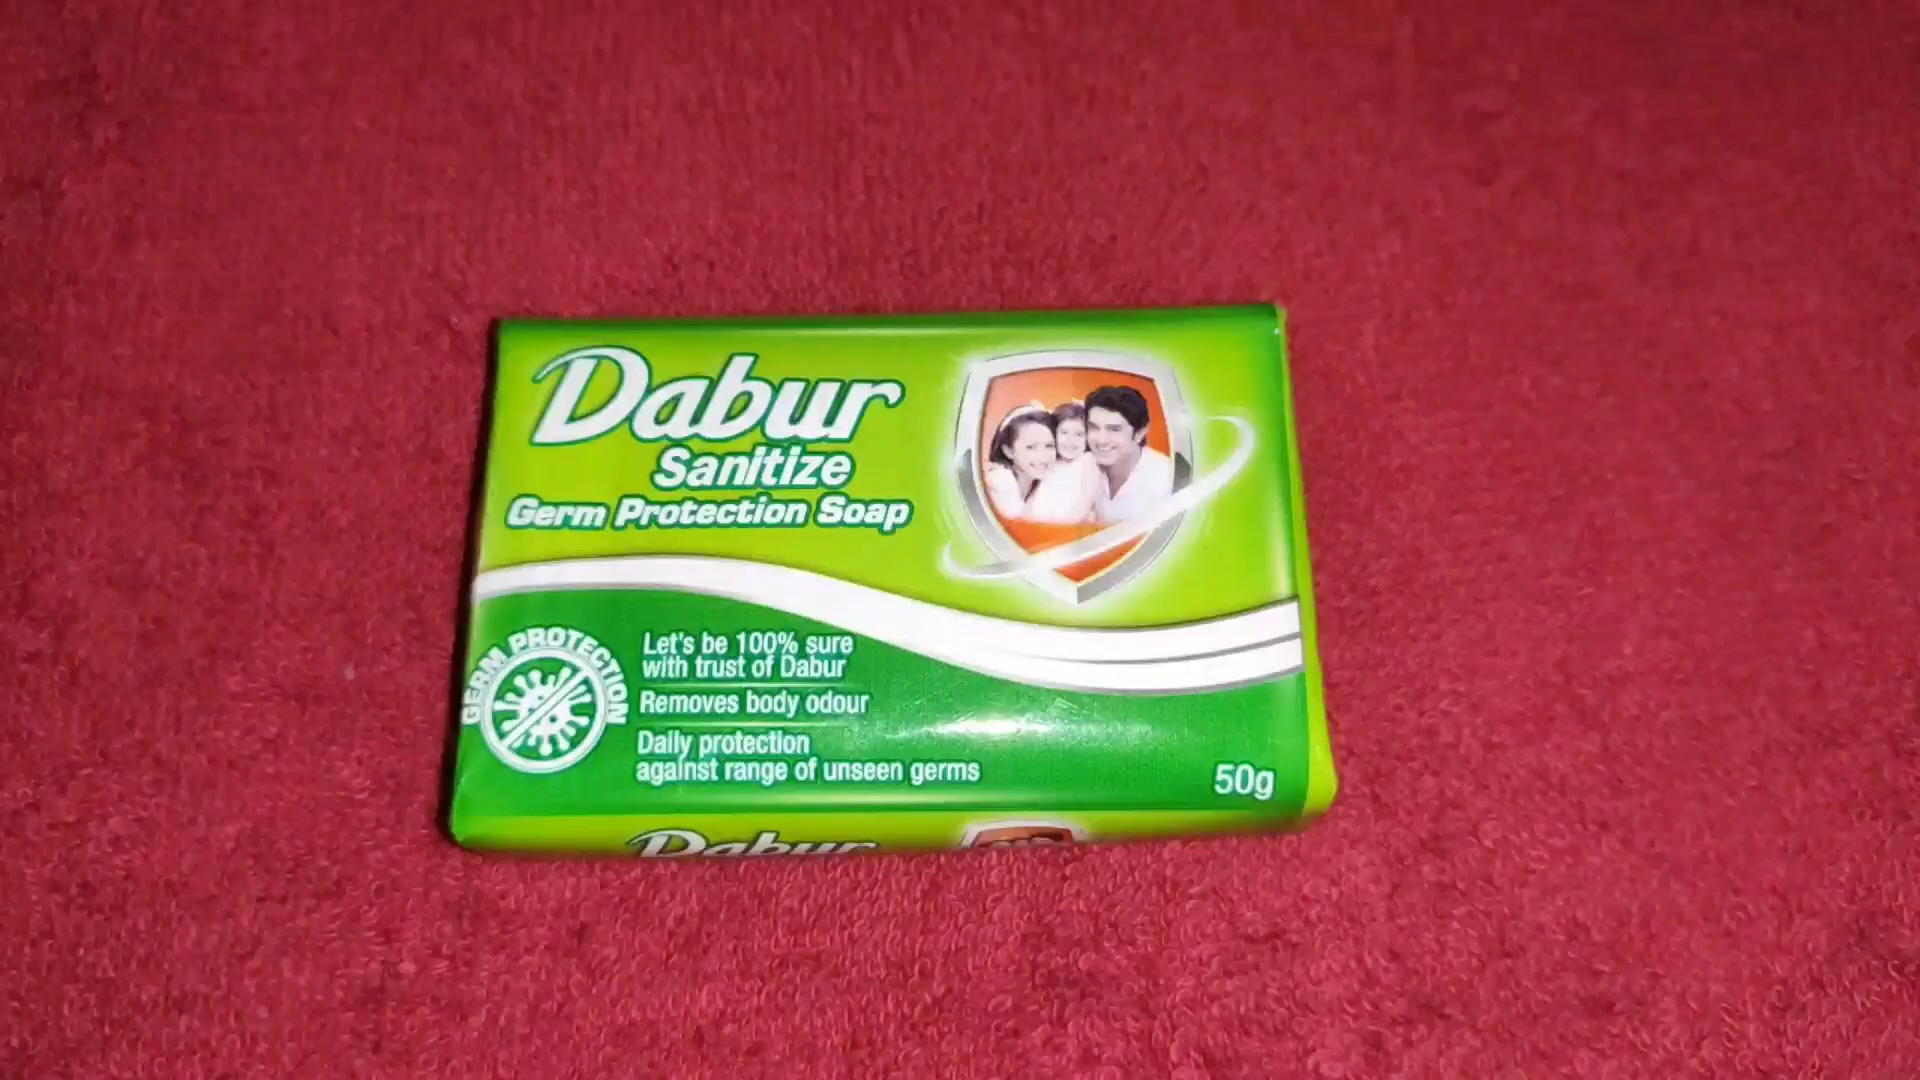 Dabur
Sanitize
Germ Protection Soap
GERM PROTECTION
Let's be 100% sure
with trust of Dabur
Removes body odour
Daily protection
against range of unseen germs
50g
Dabur